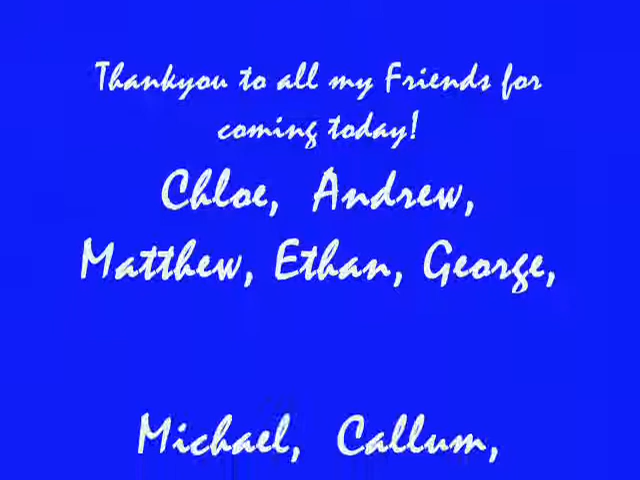 Thankyou to all my Friends for
coming today!
Chloe, Andrew,
Matthew, Ethan, George,
Michael, Callum,